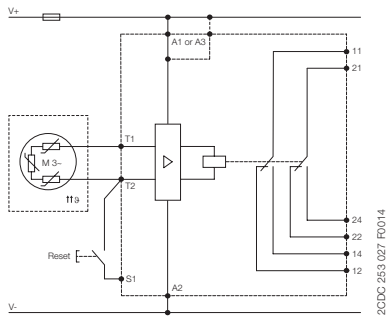 V+
A1 or A3
11
21
T1
M 3~
T2
↑↑ϑ
24
22
14
12
Reset
S1
A2
V-
2CDC 253 027 F0014